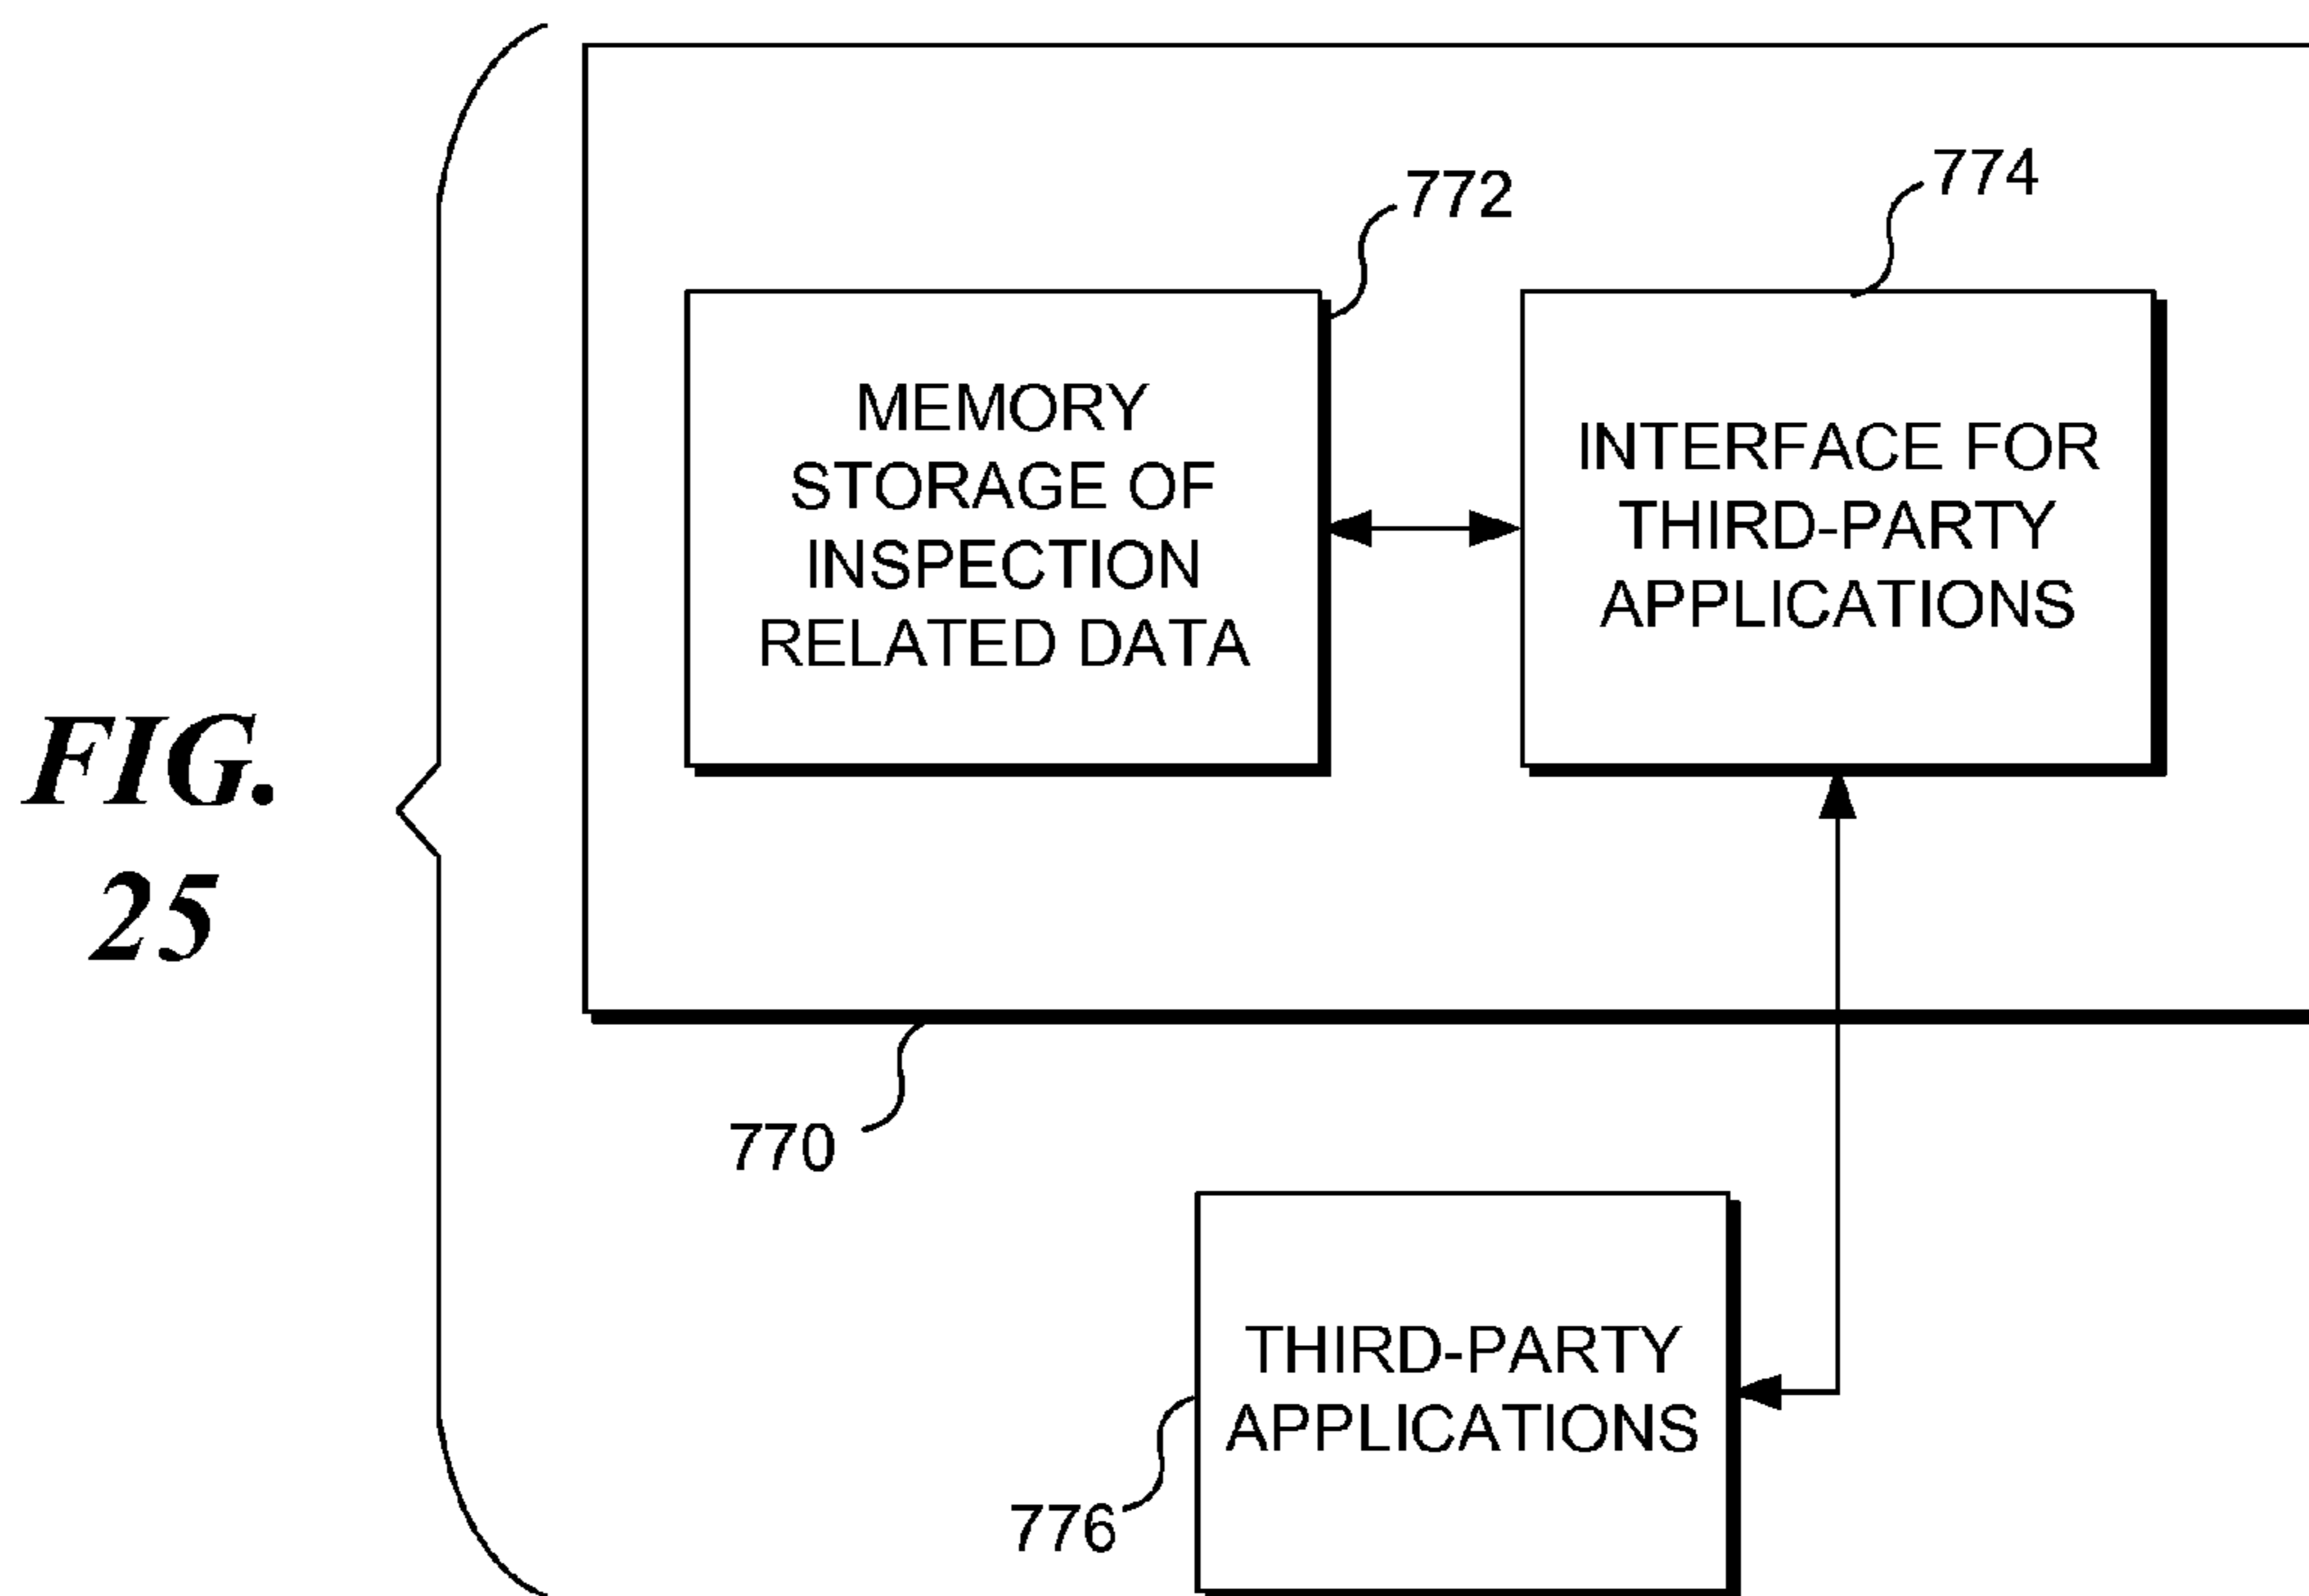 772
774
MEMORY
STORAGE OF
INSPECTION
RELATED DATA
INTERFACE FOR
THIRD-PARTY
APPLICATIONS
FIG.
25
770
THIRD-PARTY
APPLICATIONS
776